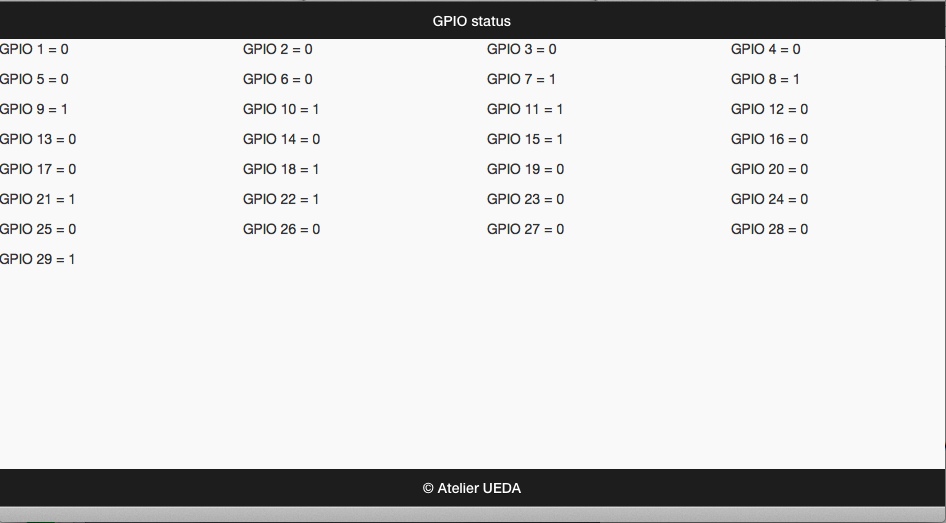 GPIO status
GPIO 1 = 0 GPIO 2 = 0 GPIO 3 = 0 GPIO 4 = 0
GPIO 5 = 0 GPIO 6 = 0 GPIO 7 = 1 GPIO 8 = 1
GPIO 9 = 1 GPIO 10 = 1 GPIO 11 = 1 GPIO 12 = 0
GPIO 13 = 0 GPIO 14 = 0 GPIO 15 = 1 GPIO 16 = 0
GPIO 17 = 0 GPIO 18 = 1 GPIO 19 = 0 GPIO 20 = 0
GPIO 21 = 1 GPIO 22 = 1 GPIO 23 = 0 GPIO 24 = 0
GPIO 25 = 0 GPIO 26 = 0 GPIO 27 = 0 GPIO 28 = 0
GPIO 29 = 1
© Atelier UEDA